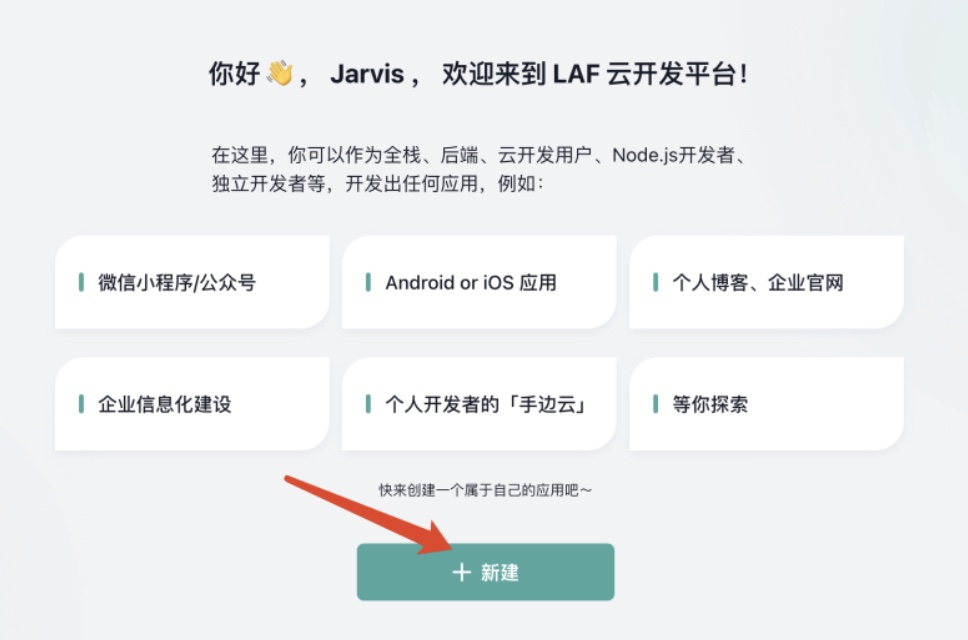 你好👋， Jarvis ， 欢迎来到 LAF 云开发平台！
在这里，你可以作为全栈、后端、云开发用户、Node.js开发者、
独立开发者等，开发出任何应用，例如：
微信小程序/公众号
Android or iOS 应用
个人博客、企业官网
企业信息化建设
个人开发者的「手边云」
等你探索
快来创建一个属于自己的应用吧～
新建